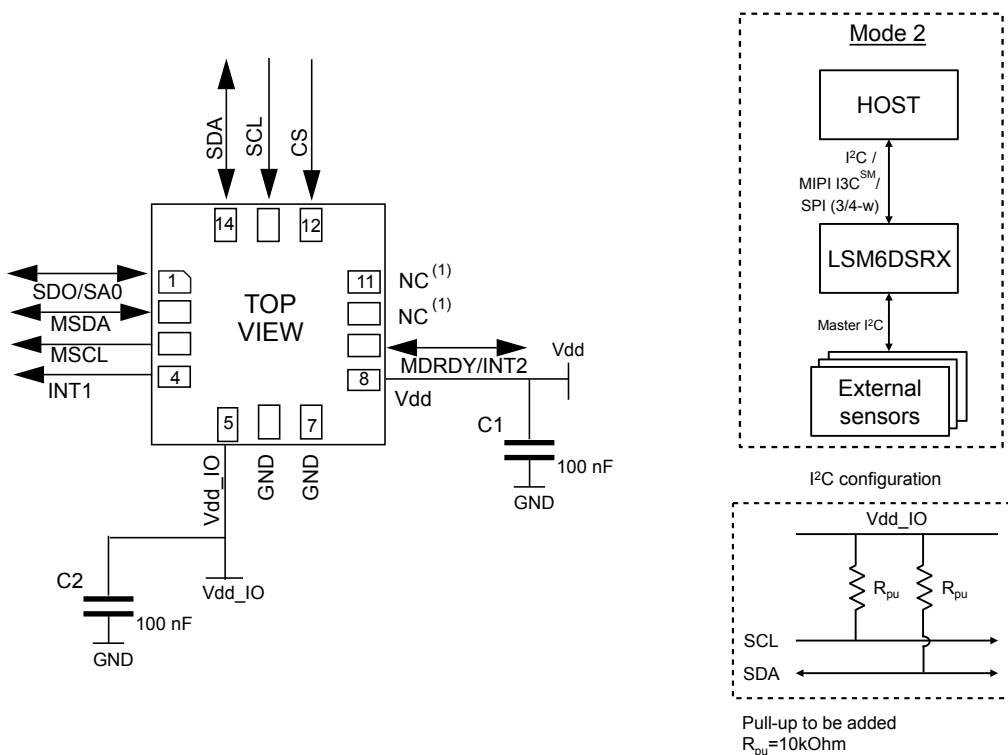 SDA
SCL
CS
14
12
1
11
NC (1)
SDO/SA0
TOP
VIEW
NC (1)
MSDA
MSCL
MDRDY/INT2
Vdd
INT1
4
8
Vdd
5
7
C1
100 nF
GND
Vdd_IO
GND
GND
C2
100 nF
GND
Vdd_IO
Mode 2
HOST
I²C /
MIPI I3C SM/
SPI (3/4-w)
LSM6DSRX
Master I²C
External
sensors
I²C configuration
Vdd_IO
Rpu
Rpu
SCL
SDA
Pull-up to be added
Rpu=10kOhm